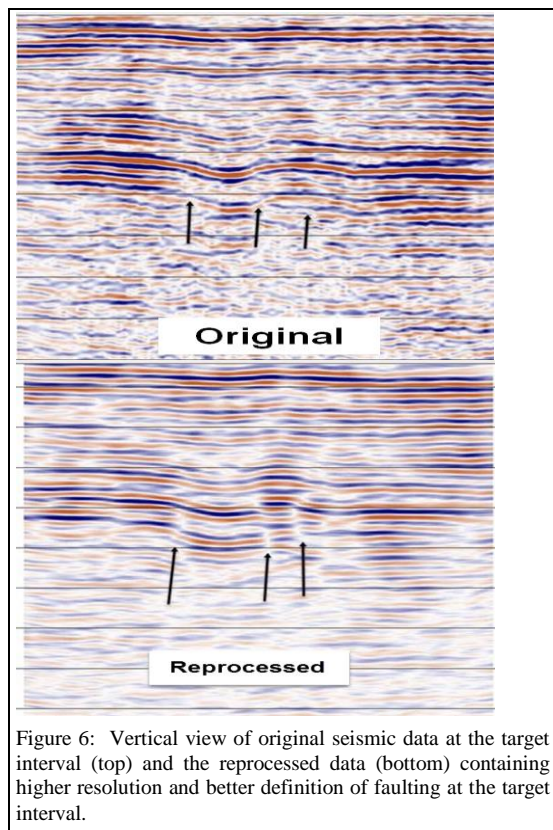 Original
Reprocessed
Figure 6: Vertical view of original seismic data at the target
interval (top) and the reprocessed data (bottom) containing
higher resolution and better definition of faulting at the target
interval.